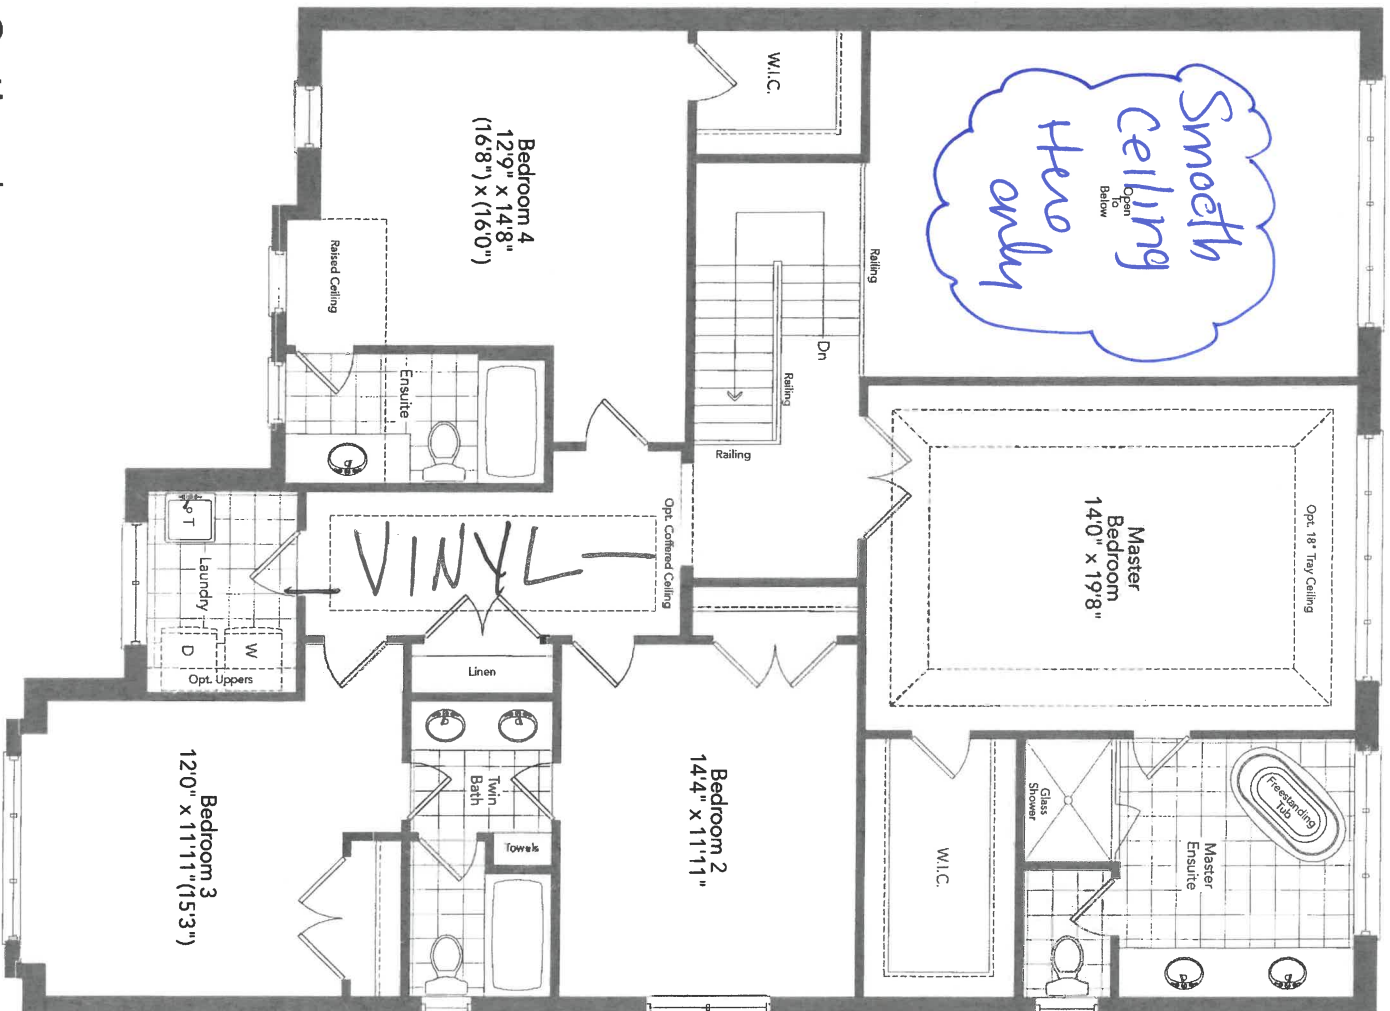 W.I.C.
Smooth
Ceiling
Here
only
Open
To
Below
Bedroom 4
12'9" x 14'8"
(16'8") x (16'0")
Raised Ceiling
Railing
Dn
Railing
Railing
Ensuite
Opt. Coffered Ceiling
VINYL
Master
Bedroom
14'0" x 19'8"
Opt. 18" Tray Ceiling
T
Laundry
D
W
Opt. Uppers
Linen
Twin
Bath
Towels
Bedroom 3
12'0" x 11'11"(15'3")
Bedroom 2
14'4" x 11'11"
W.I.C.
Glass
Shower
Freestanding
Tub
Master
Ensuite